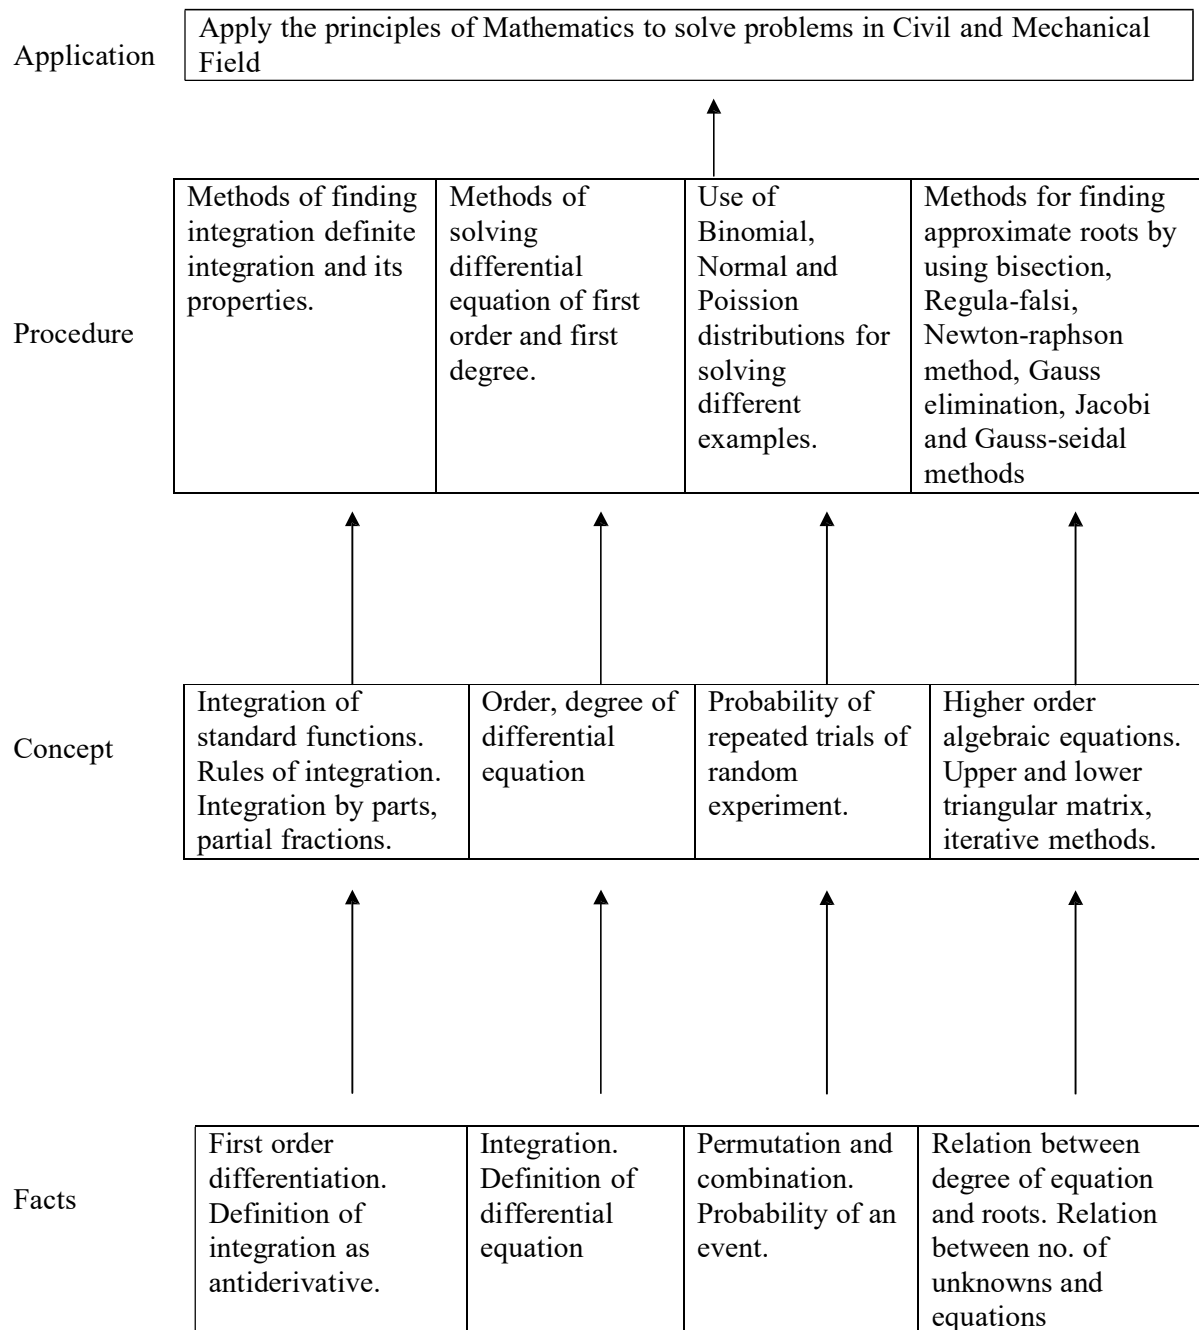 Application
Apply the principles of Mathematics to solve problems in Civil and Mechanical
Field
Procedure
Methods of finding
integration definite
integration and its
properties.
Methods of
solving
differential
equation of first
order and first
degree.
Use of
Binomial,
Normal and
Poission
distributions for
solving
different
examples.
Methods for finding
approximate roots by
using bisection,
Regula-falsi,
Newton-raphson
method, Gauss
elimination, Jacobi
and Gauss-seidal
methods
Concept
Integration of
standard functions.
Rules of integration.
Integration by parts,
partial fractions.
Order, degree of
differential
equation
Probability of
repeated trials of
random
experiment.
Higher order
algebraic equations.
Upper and lower
triangular matrix,
iterative methods.
Facts
First order
differentiation.
Definition of
integration as
antiderivative.
Integration.
Definition of
differential
equation
Permutation and
combination.
Probability of an
event.
Relation between
degree of equation
and roots. Relation
between no. of
unknowns and
equations